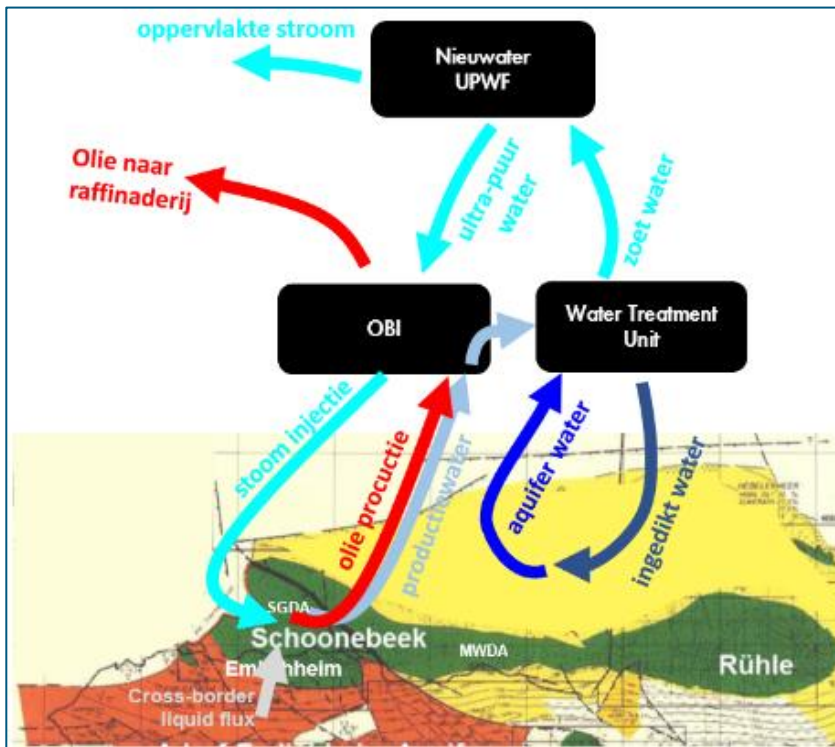 oppervlakte stroom
Nieuwater
UPWF
Olie naar
raffinaderij
ultra-puur
water
zoet water
OBI
Water Treatment
Unit
stoom injectie
olie procuctie
productiewater
aquifer water
ingedikt water
SGDA
Schoonebeek
MWDA
Rühle
Cross-border
liquid flux